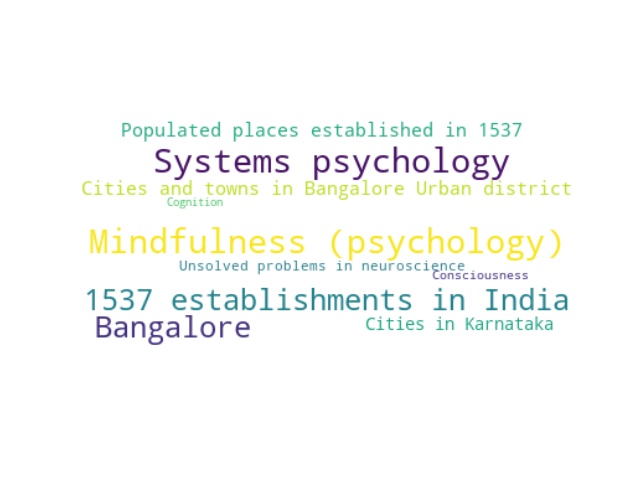 Populated places established in 1537
Systems psychology
Cities and towns in Bangalore Urban district
Cognition
Mindfulness (psychology)
Unsolved problems in neuroscience
Consciousness
1537 establishments in India
Bangalore
Cities in Karnataka